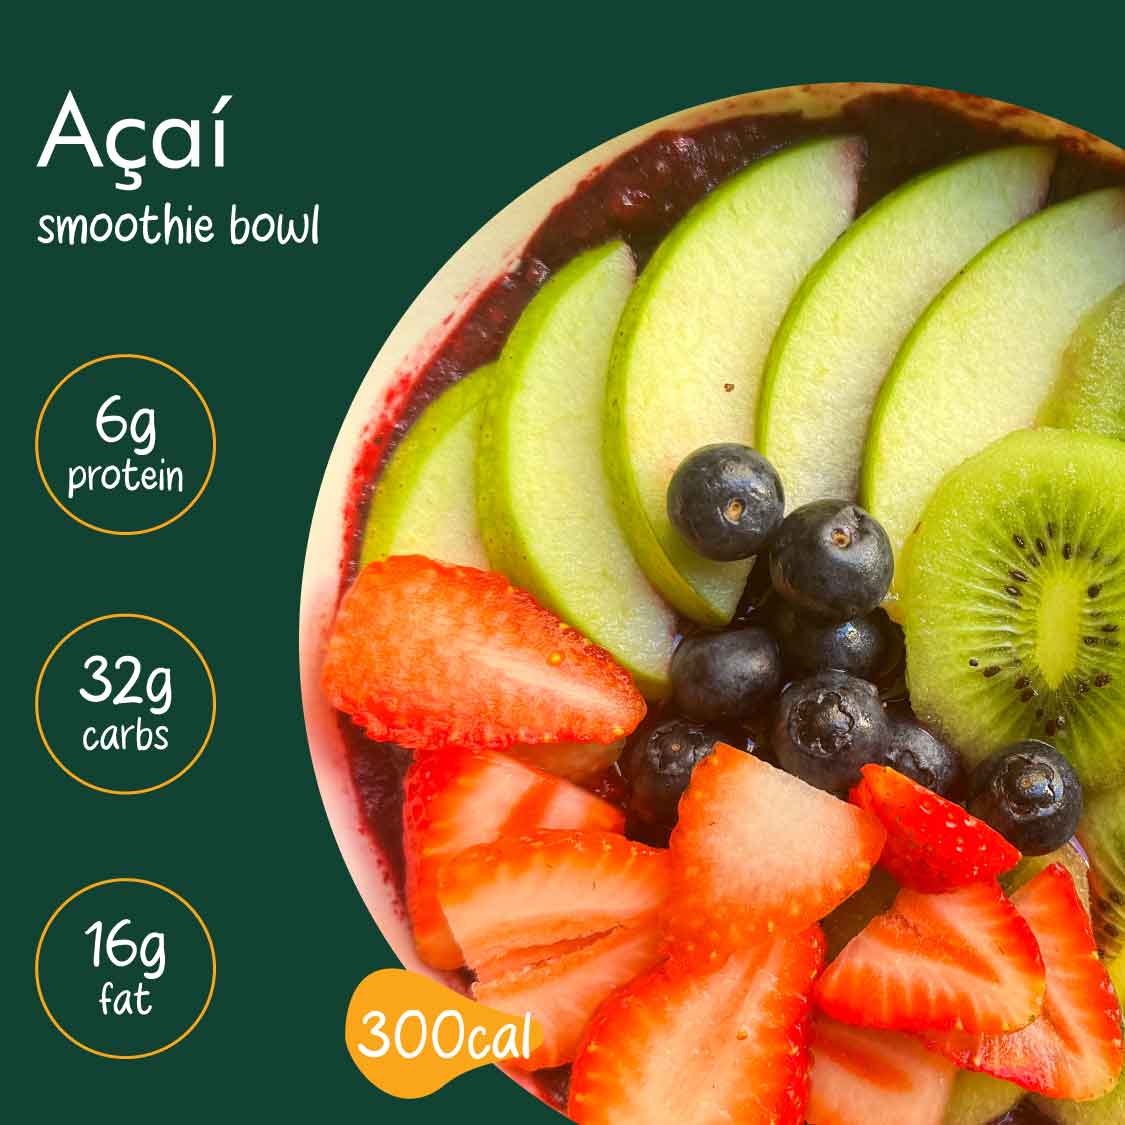 Açaí
smoothie bowl
6g
protein
32g
carbs
16g
fat
300cal